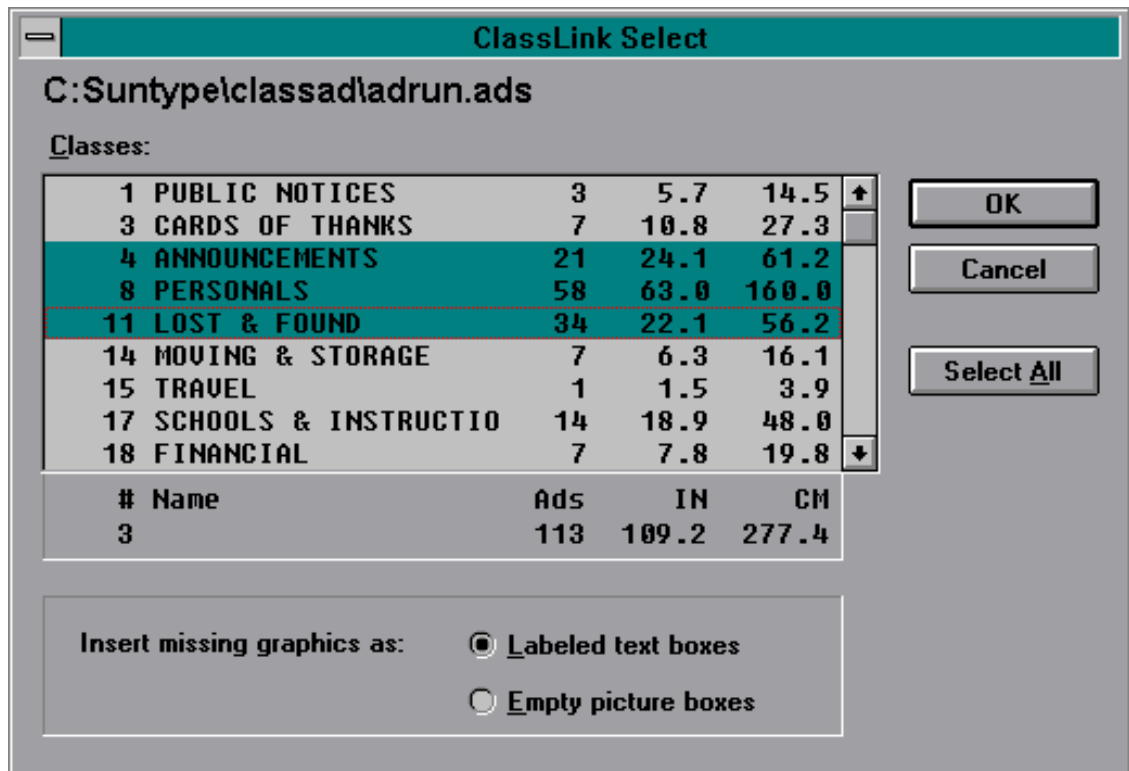 ClassLink Select
C:Suntype\classad\adrun.ads
Classes:
1 PUBLIC NOTICES 3 5.7 14.5
3 CARDS OF THANKS 7 10.8 27.3
4 ANNOUNCEMENTS 21 24.1 61.2
8 PERSONALS 58 63.0 160.0
11 LOST & FOUND 34 22.1 56.2
14 MOVING & STORAGE 7 6.3 16.1
15 TRAVEL 1 1.5 3.9
17 SCHOOLS & INSTRUCTIO 14 18.9 48.0
18 FINANCIAL 7 7.8 19.8
# Name Ads IN CM
3 113 109.2 277.4
OK
Cancel
Select All
Insert missing graphics as:
Labeled text boxes
Empty picture boxes